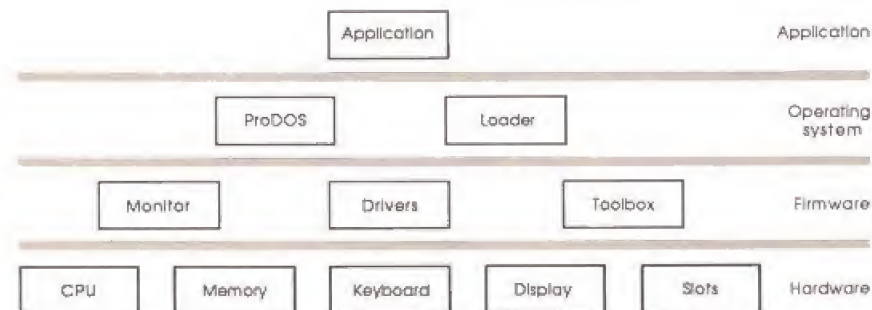 Application Application
ProDOS Loader Operating
system
Monitor Drivers Toolbox Firmware
CPU Memory Keyboard Display Slots Hardware